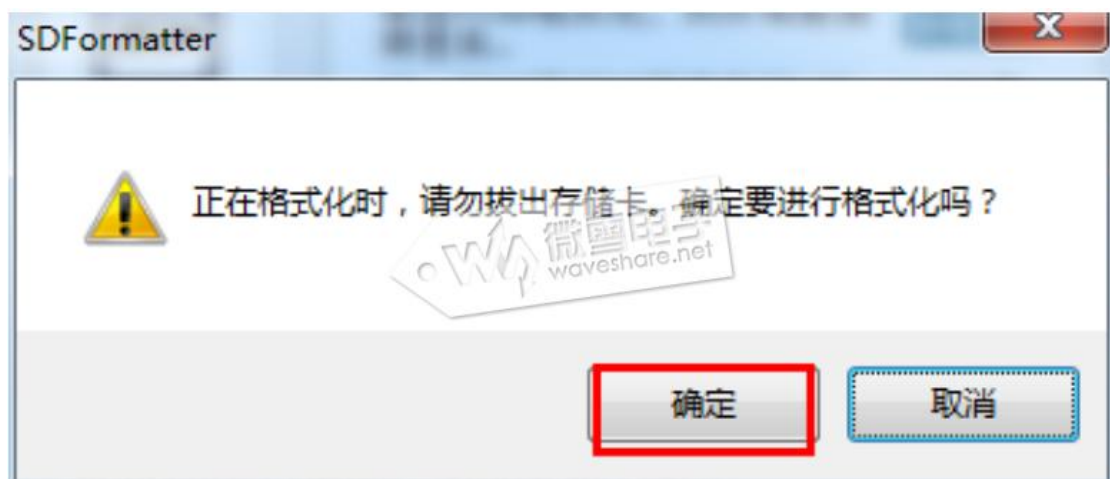 SDFormatter
正在格式化时，请勿拔出存储卡。确定要进行格式化吗？
微雪电子
waveshare.net
确定
取消